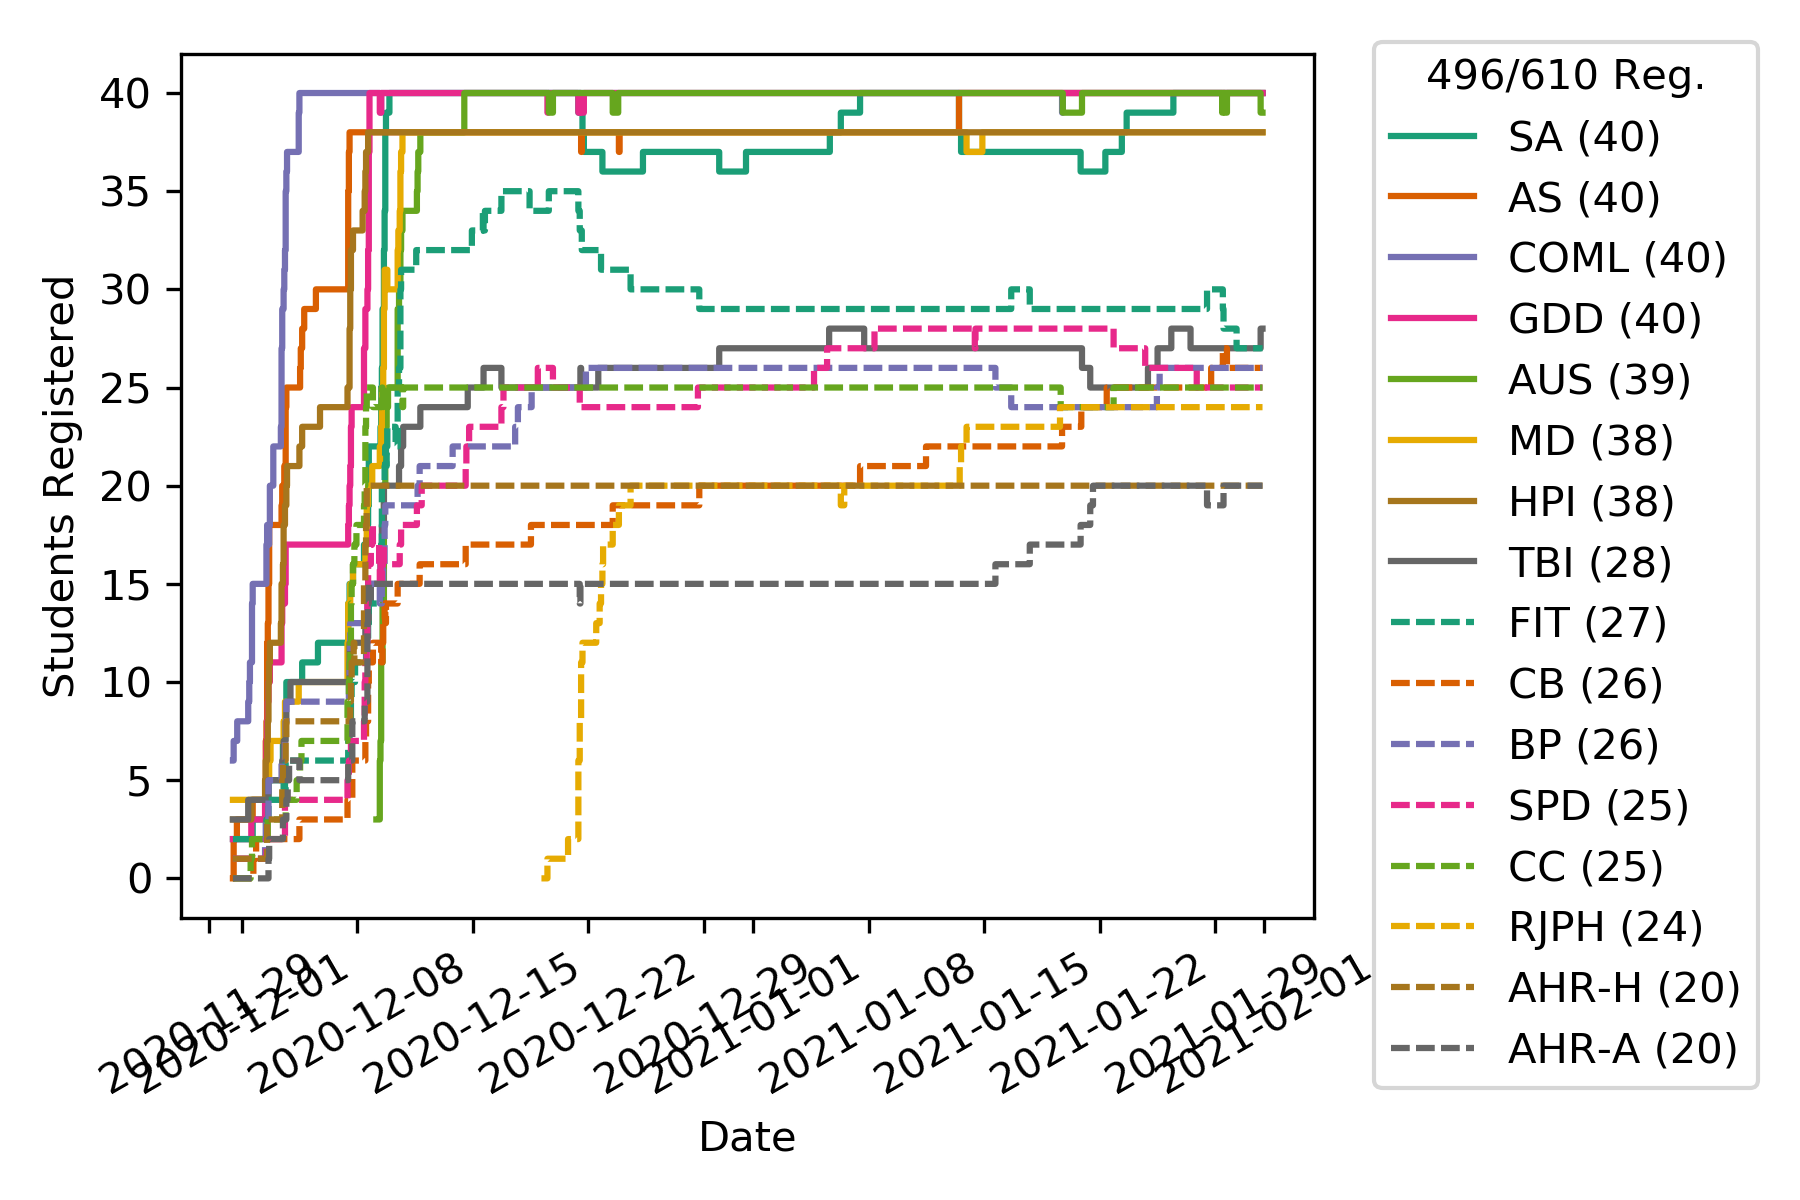 40
35
30
25
20
15
10
5
0
Students Registered
2020-11-29
2020-12-01
2020-12-08
2020-12-15
2020-12-22
2020-12-29
2021-01-01
2021-01-08
2021-01-15
2021-01-22
2021-01-29
2021-02-01
Date
496/610 Reg.
SA (40)
AS (40)
COML (40)
GDD (40)
AUS (39)
MD (38)
HPI (38)
TBI (28)
FIT (27)
CB (26)
BP (26)
SPD (25)
CC (25)
RJPH (24)
AHR-H (20)
AHR-A (20)